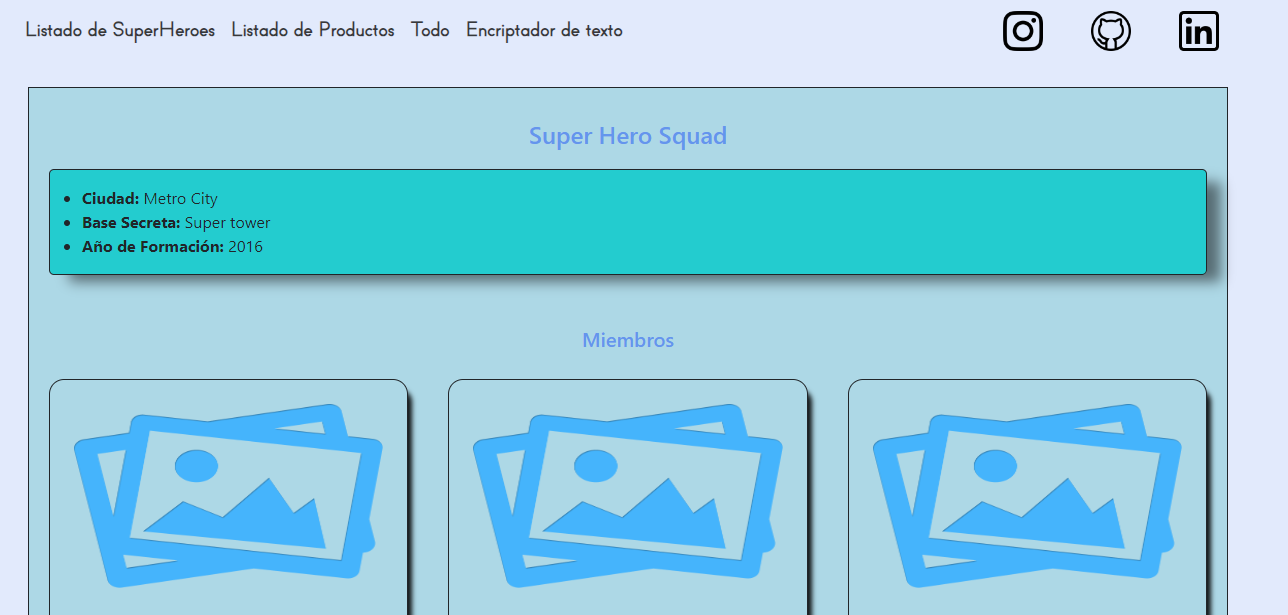 Listado de SuperHeroes Listado de Productos Todo Encriptador de texto
in
Super Hero Squad
Ciudad: Metro City
Base Secreta: Super tower
Año de Formación: 2016
Miembros